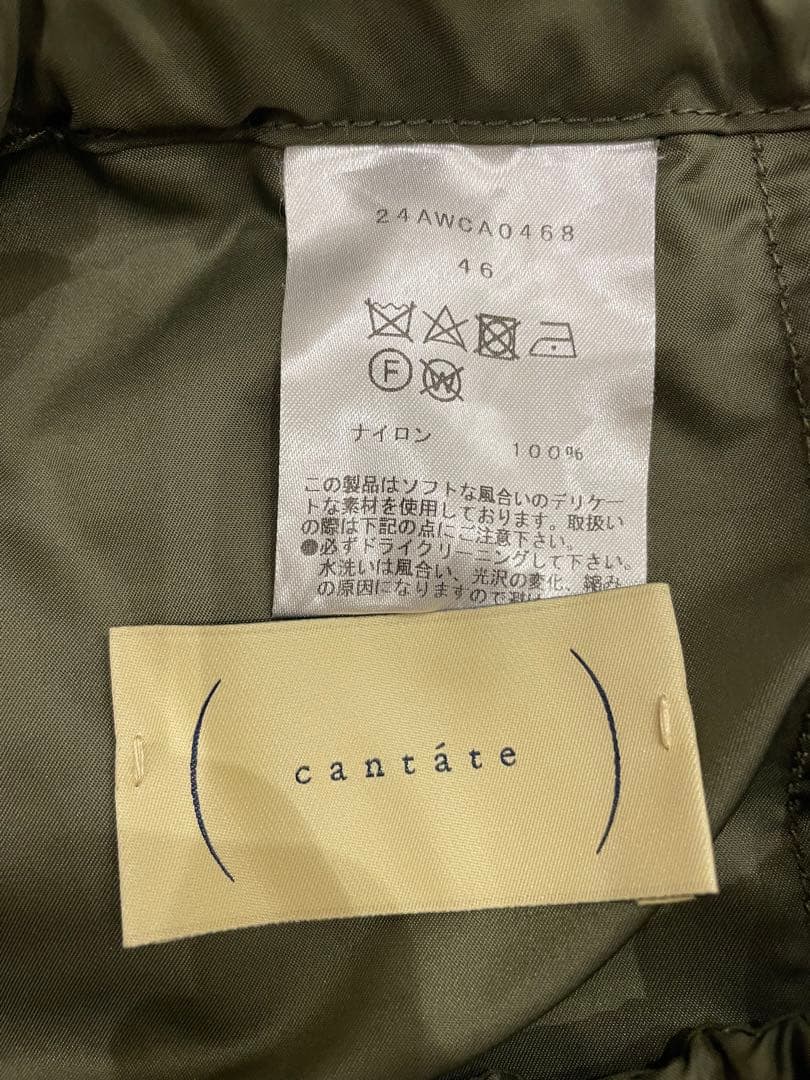 24AWCA0468
46
F W
ナイロン 100%
この製品はソフトな風合いのデリケー
トな素材を使用しております。取扱い
の際は下記の点にご注意下さい。
●必ずドライクリーニングして下さい。
水洗いは風合い、光沢の変化、縮み
の原因になりますので避け
(cantáte)